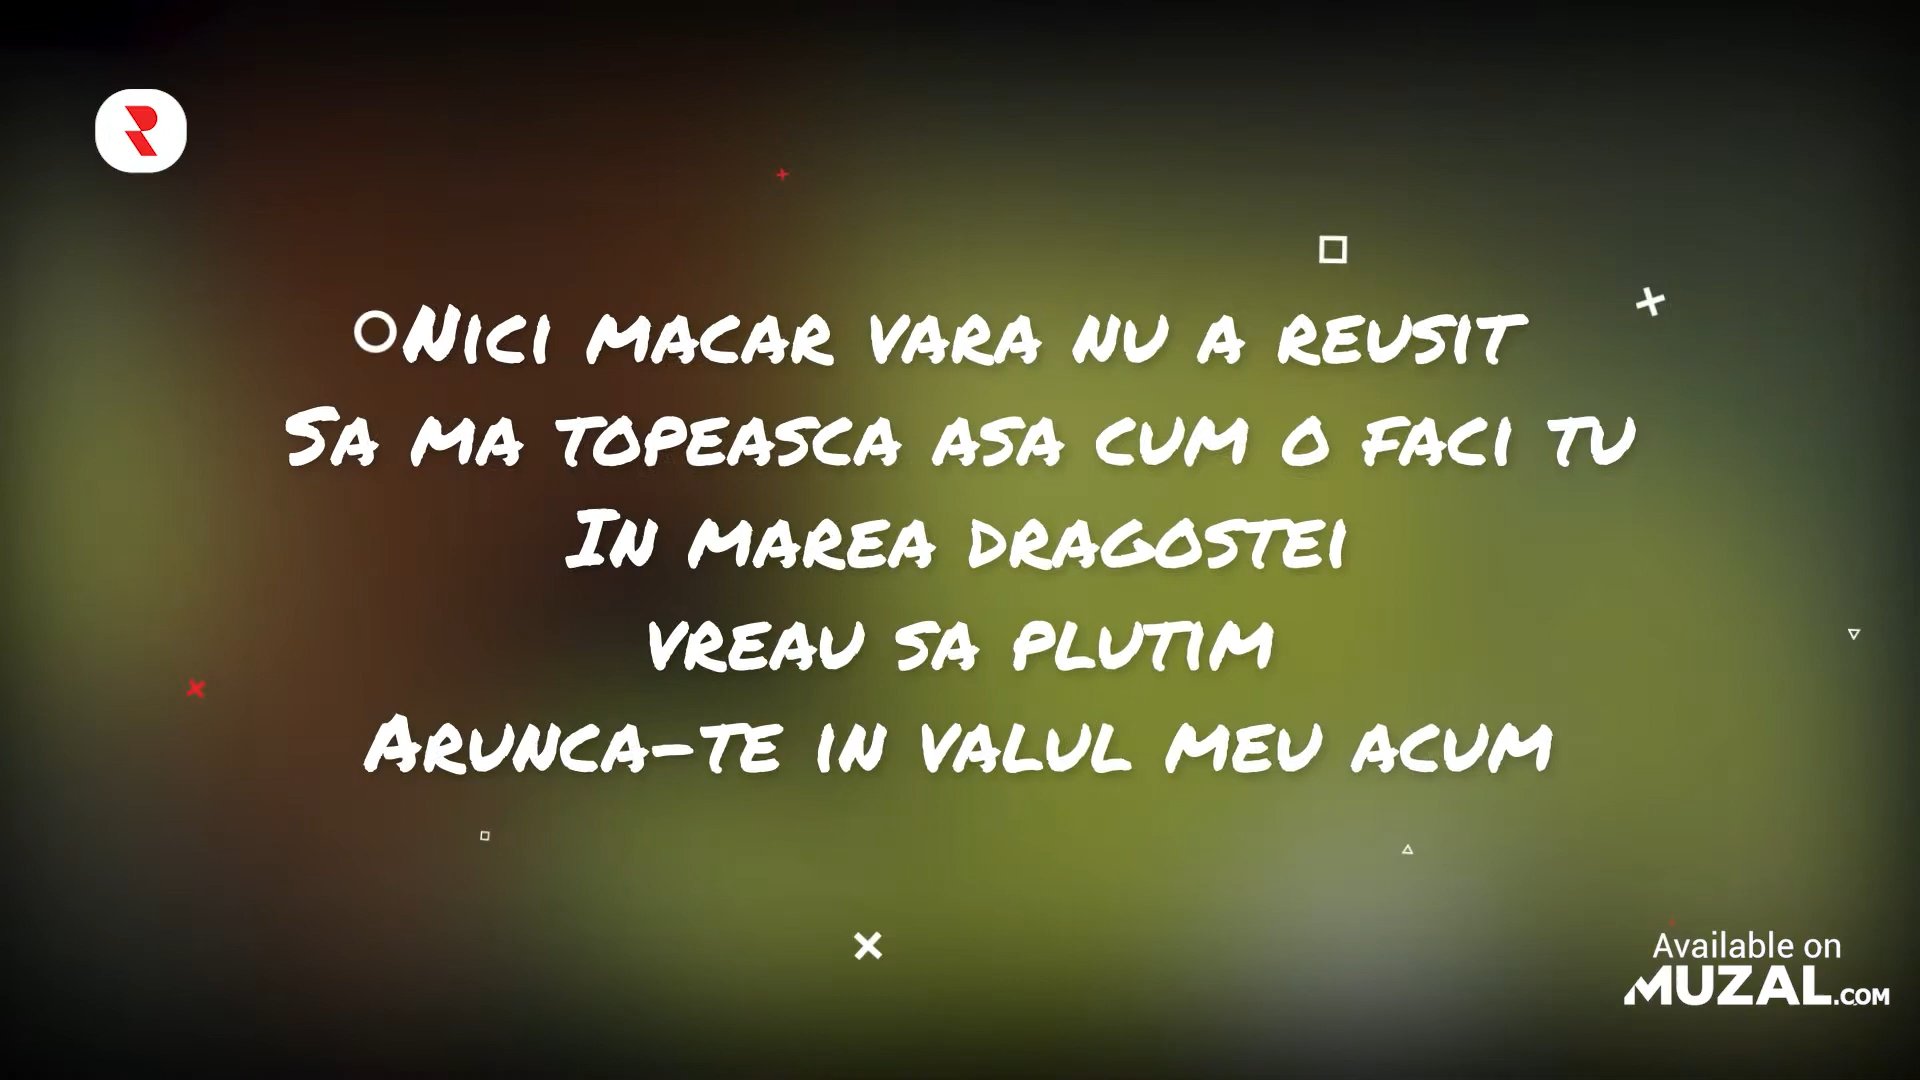 Nici macar vara nu a reusit
Sa ma topeasca asa cum o faci tu
In marea dragostei
vreau sa plutim
Arunca-te in valul meu acum
Available on
MUZAL.COM